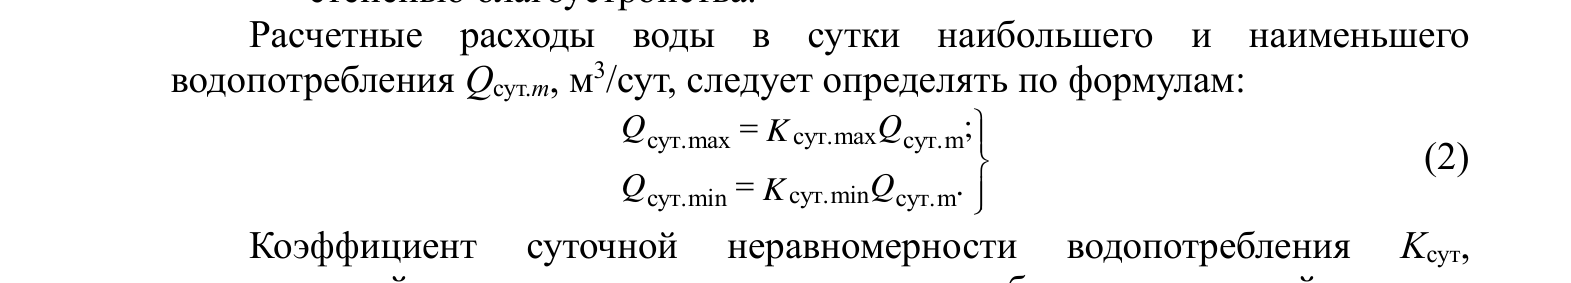 Расчетные расходы воды в сутки наибольшего и наименьшего
водопотребления Qсут.m, м³/сут, следует определять по формулам:
Qсут.max = Kсут.maxQсут.m;
Qсут.min = Kсут.minQсут.m.
(2)
Коэффициент суточной неравномерности водопотребления Kсут,